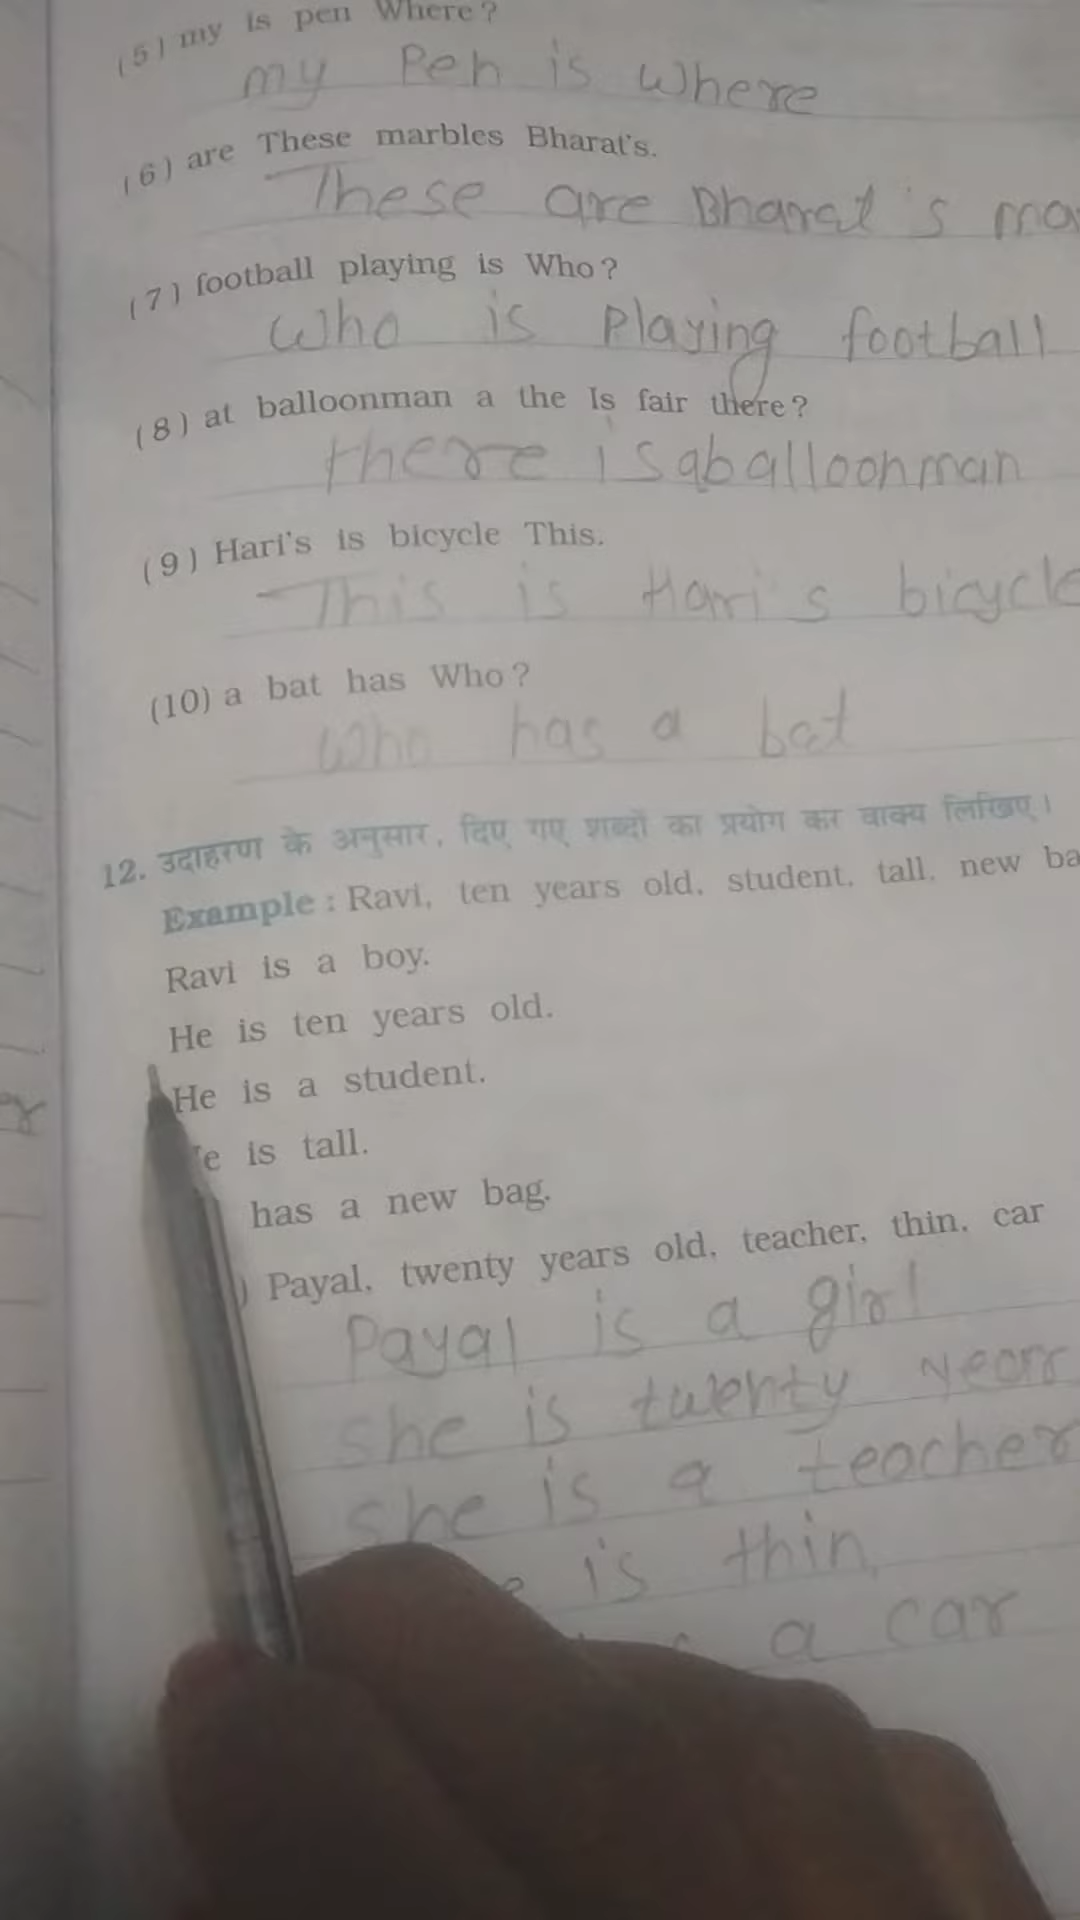 (5) my is pen Where?
my Pen is where
(6) are These marbles Bharat's.
These are Bharat's
(7) football playing is Who?
Who is Playing football
(8) at balloonman a the Is fair there?
there is a balloonman
(9) Hari's is bicycle This.
This is Hari's bicycle
(10) a bat has Who?
Who has a bat
12. उदाहरण के अनुसार, दिए गए शब्दों का प्रयोग कर वाक्य लिखिए।
Example : Ravi, ten years old, student, tall, new
Ravi is a boy.
He is ten years old.
He is a student.
is tall.
has a new bag.
) Payal, twenty years old, teacher, thin, car
Payal is a girl
she is twenty years
she is a teacher
is thin,
a car